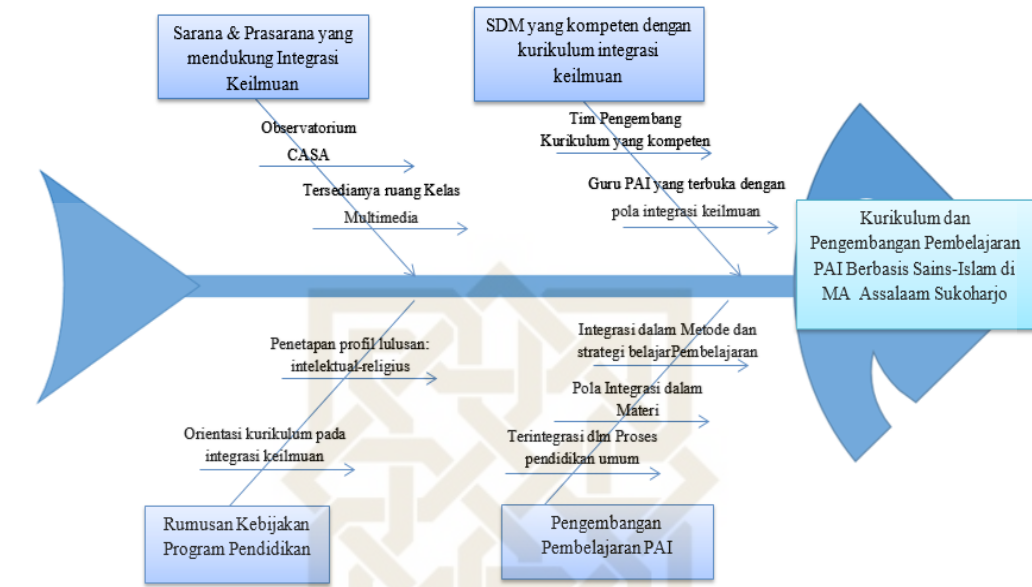 Sarana & Prasarana yang
mendukung Integrasi
Keilmuan
SDM yang kompeten dengan
kurikulum integrasi
keilmuan
Observatorium
CASA
Tersedianya ruang Kelas
Multimedia
Tim Pengembang
Kurikulum yang kompeten
Guru PAI yang terbuka dengan
pola integrasi keilmuan
Kurikulum dan
Pengembangan Pembelajaran
PAI Berbasis Sains-Islam di
MA Assalaam Sukoharjo
Penetapan profil lulusan:
intelektual-religius
Orientasi kurikulum pada
integrasi keilmuan
Integrasi dalam Metode dan
strategi belajarPembelajaran
Pola Integrasi dalam
Materi
Terintegrasi dlm Proses
pendidikan umum
Rumusan Kebijakan
Program Pendidikan
Pengembangan
Pembelajaran PAI